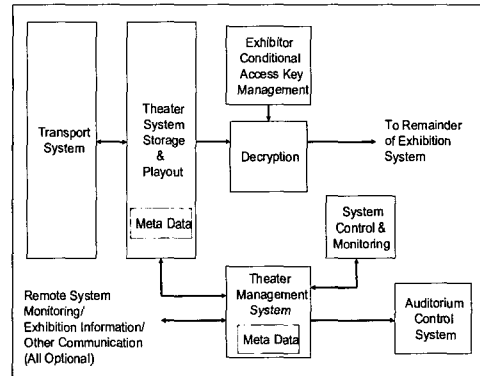 Exhibitor
Conditional
Access Key
Management
Transport
System
Theater
System
Storage
&
Playout
Meta Data
Decryption
To Remainder
of Exhibition
System
System
Control &
Monitoring
Remote System
Monitoring/
Exhibition Information/
Other Communication
(All Optional)
Theater
Management
System
Meta Data
Auditorium
Control
System